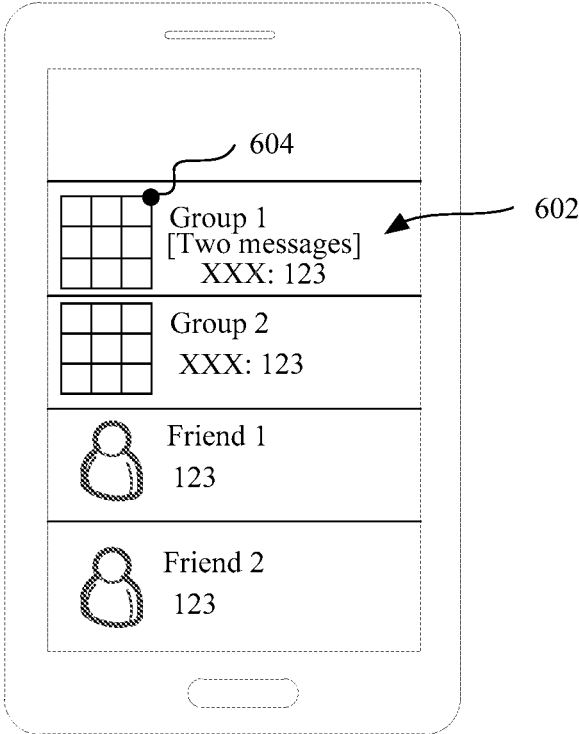 604
602
Group 1
[Two messages]
XXX: 123
Group 2
XXX: 123
Friend 1
123
Friend 2
123